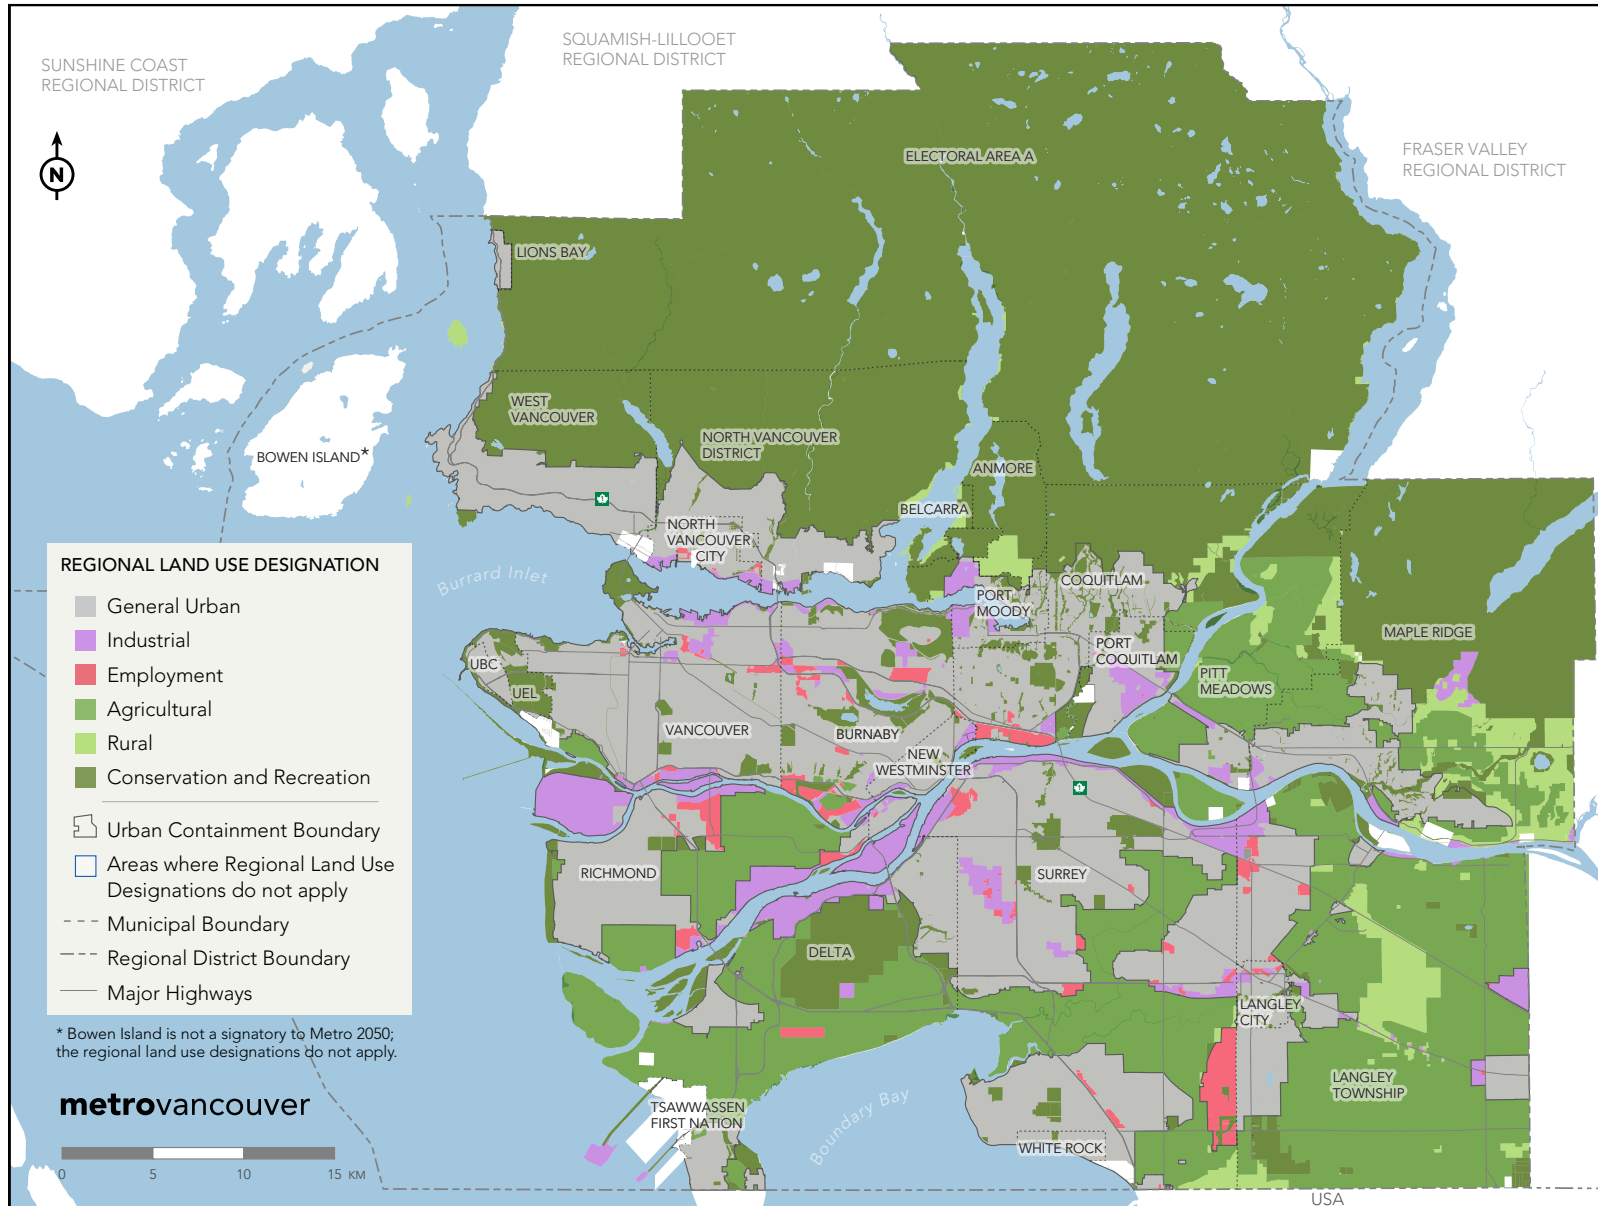 SUNSHINE COAST
REGIONAL DISTRICT
SQUAMISH-LILLOOET
REGIONAL DISTRICT
FRASER VALLEY
REGIONAL DISTRICT
N
ELECTORAL AREA A
LIONS BAY
WEST
VANCOUVER
NORTH VANCOUVER
DISTRICT
BOWEN ISLAND*
ANMORE
BELCARRA
1
NORTH
VANCOUVER
CITY
Burrard Inlet
COQUITLAM
PORT
MOODY
PORT
COQUITLAM
MAPLE RIDGE
PITT
MEADOWS
UBC
UEL
VANCOUVER
BURNABY
NEW
WESTMINSTER
1
RICHMOND
SURREY
DELTA
LANGLEY
CITY
LANGLEY
TOWNSHIP
TSAWWASSEN
FIRST NATION
Boundary Bay
WHITE ROCK
USA
REGIONAL LAND USE DESIGNATION
General Urban
Industrial
Employment
Agricultural
Rural
Conservation and Recreation
Urban Containment Boundary
Areas where Regional Land Use
Designations do not apply
Municipal Boundary
Regional District Boundary
Major Highways
* Bowen Island is not a signatory to Metro 2050;
the regional land use designations do not apply.
metrovancouver
0 5 10 15 KM